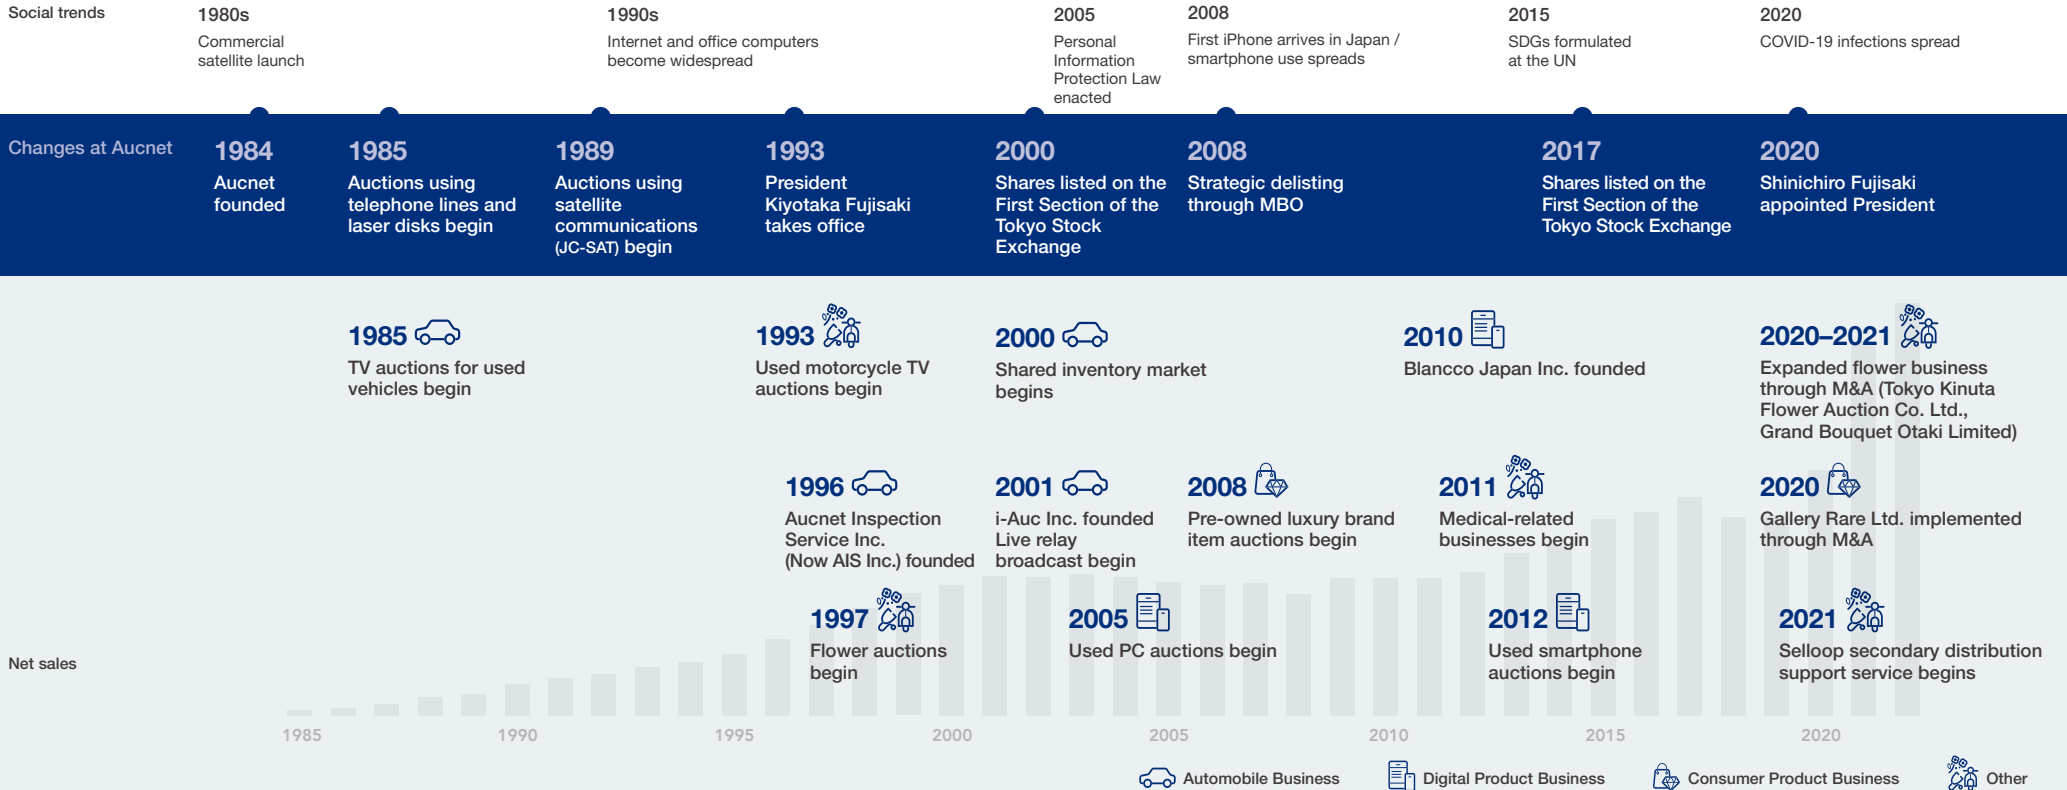 Social trends
1980s
Commercial
satellite launch
1990s
Internet and office computers
become widespread
2005
Personal
Information
Protection Law
enacted
2008
First iPhone arrives in Japan /
smartphone use spreads
2015
SDGs formulated
at the UN
2020
COVID-19 infections spread
Changes at Aucnet
1984
Aucnet
founded
1985
Auctions using
telephone lines and
laser disks begin
1989
Auctions using
satellite
communications
(JC-SAT) begin
1993
President
Kiyotaka Fujisaki
takes office
2000
Shares listed on the
First Section of the
Tokyo Stock
Exchange
2008
Strategic delisting
through MBO
2017
Shares listed on the
First Section of the
Tokyo Stock Exchange
2020
Shinichiro Fujisaki
appointed President
1985
TV auctions for used
vehicles begin
1993
Used motorcycle TV
auctions begin
2000
Shared inventory market
begins
2010
Blancco Japan Inc. founded
2020–2021
Expanded flower business
through M&A (Tokyo Kinuta
Flower Auction Co. Ltd.,
Grand Bouquet Otaki Limited)
1996
Aucnet Inspection
Service Inc.
(Now AIS Inc.) founded
2001
i-Auc Inc. founded
Live relay
broadcast begin
2008
Pre-owned luxury brand
item auctions begin
2011
Medical-related
businesses begin
2020
Gallery Rare Ltd. implemented
through M&A
1997
Flower auctions
begin
2005
Used PC auctions begin
2012
Used smartphone
auctions begin
2021
Selloop secondary distribution
support service begins
Net sales
1985
1990
1995
2000
2005
2010
2015
2020
Automobile Business
Digital Product Business
Consumer Product Business
Other